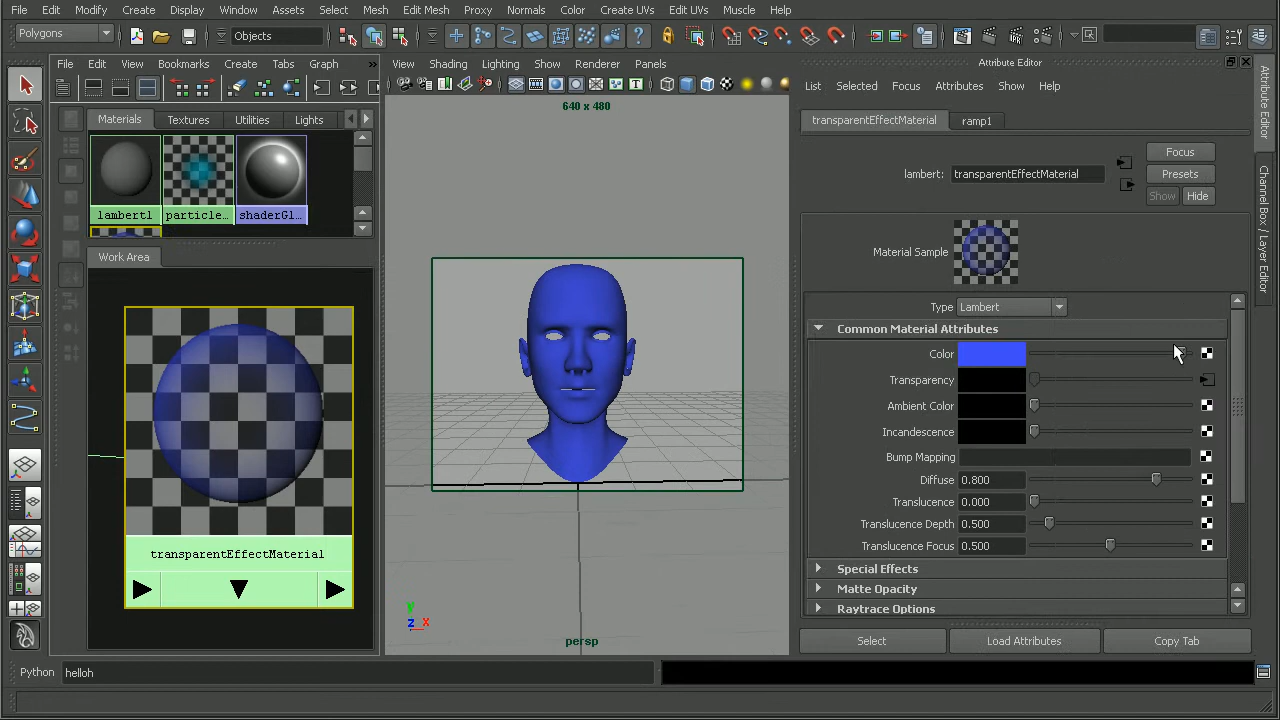 File Edit Modify Create Display Window Assets Select Mesh Edit Mesh Proxy Normals Color Create UVs Edit UVs Muscle Help
Polygons Objects
Attribute Editor
File Edit View Bookmarks Create Tabs Graph »
View Shading Lighting Show Renderer Panels
List Selected Focus Attributes Show Help
Materials Textures Utilities Lights
640 x 480
transparentEffectMaterial ramp1
Focus
lambert: transparentEffectMaterial Presets
Show Hide
lambert1 particle... shaderGl...
Material Sample
Work Area
Type Lambert
Common Material Attributes
Color
Transparency
Ambient Color
Incandescence
Bump Mapping
Diffuse 0.800
Translucence 0.000
Translucence Depth 0.500
Translucence Focus 0.500
transparentEffectMaterial
Special Effects
Matte Opacity
Raytrace Options
y
z x
persp
Select Load Attributes Copy Tab
Python helloh
Attribute Editor
Channel Box / Layer Editor